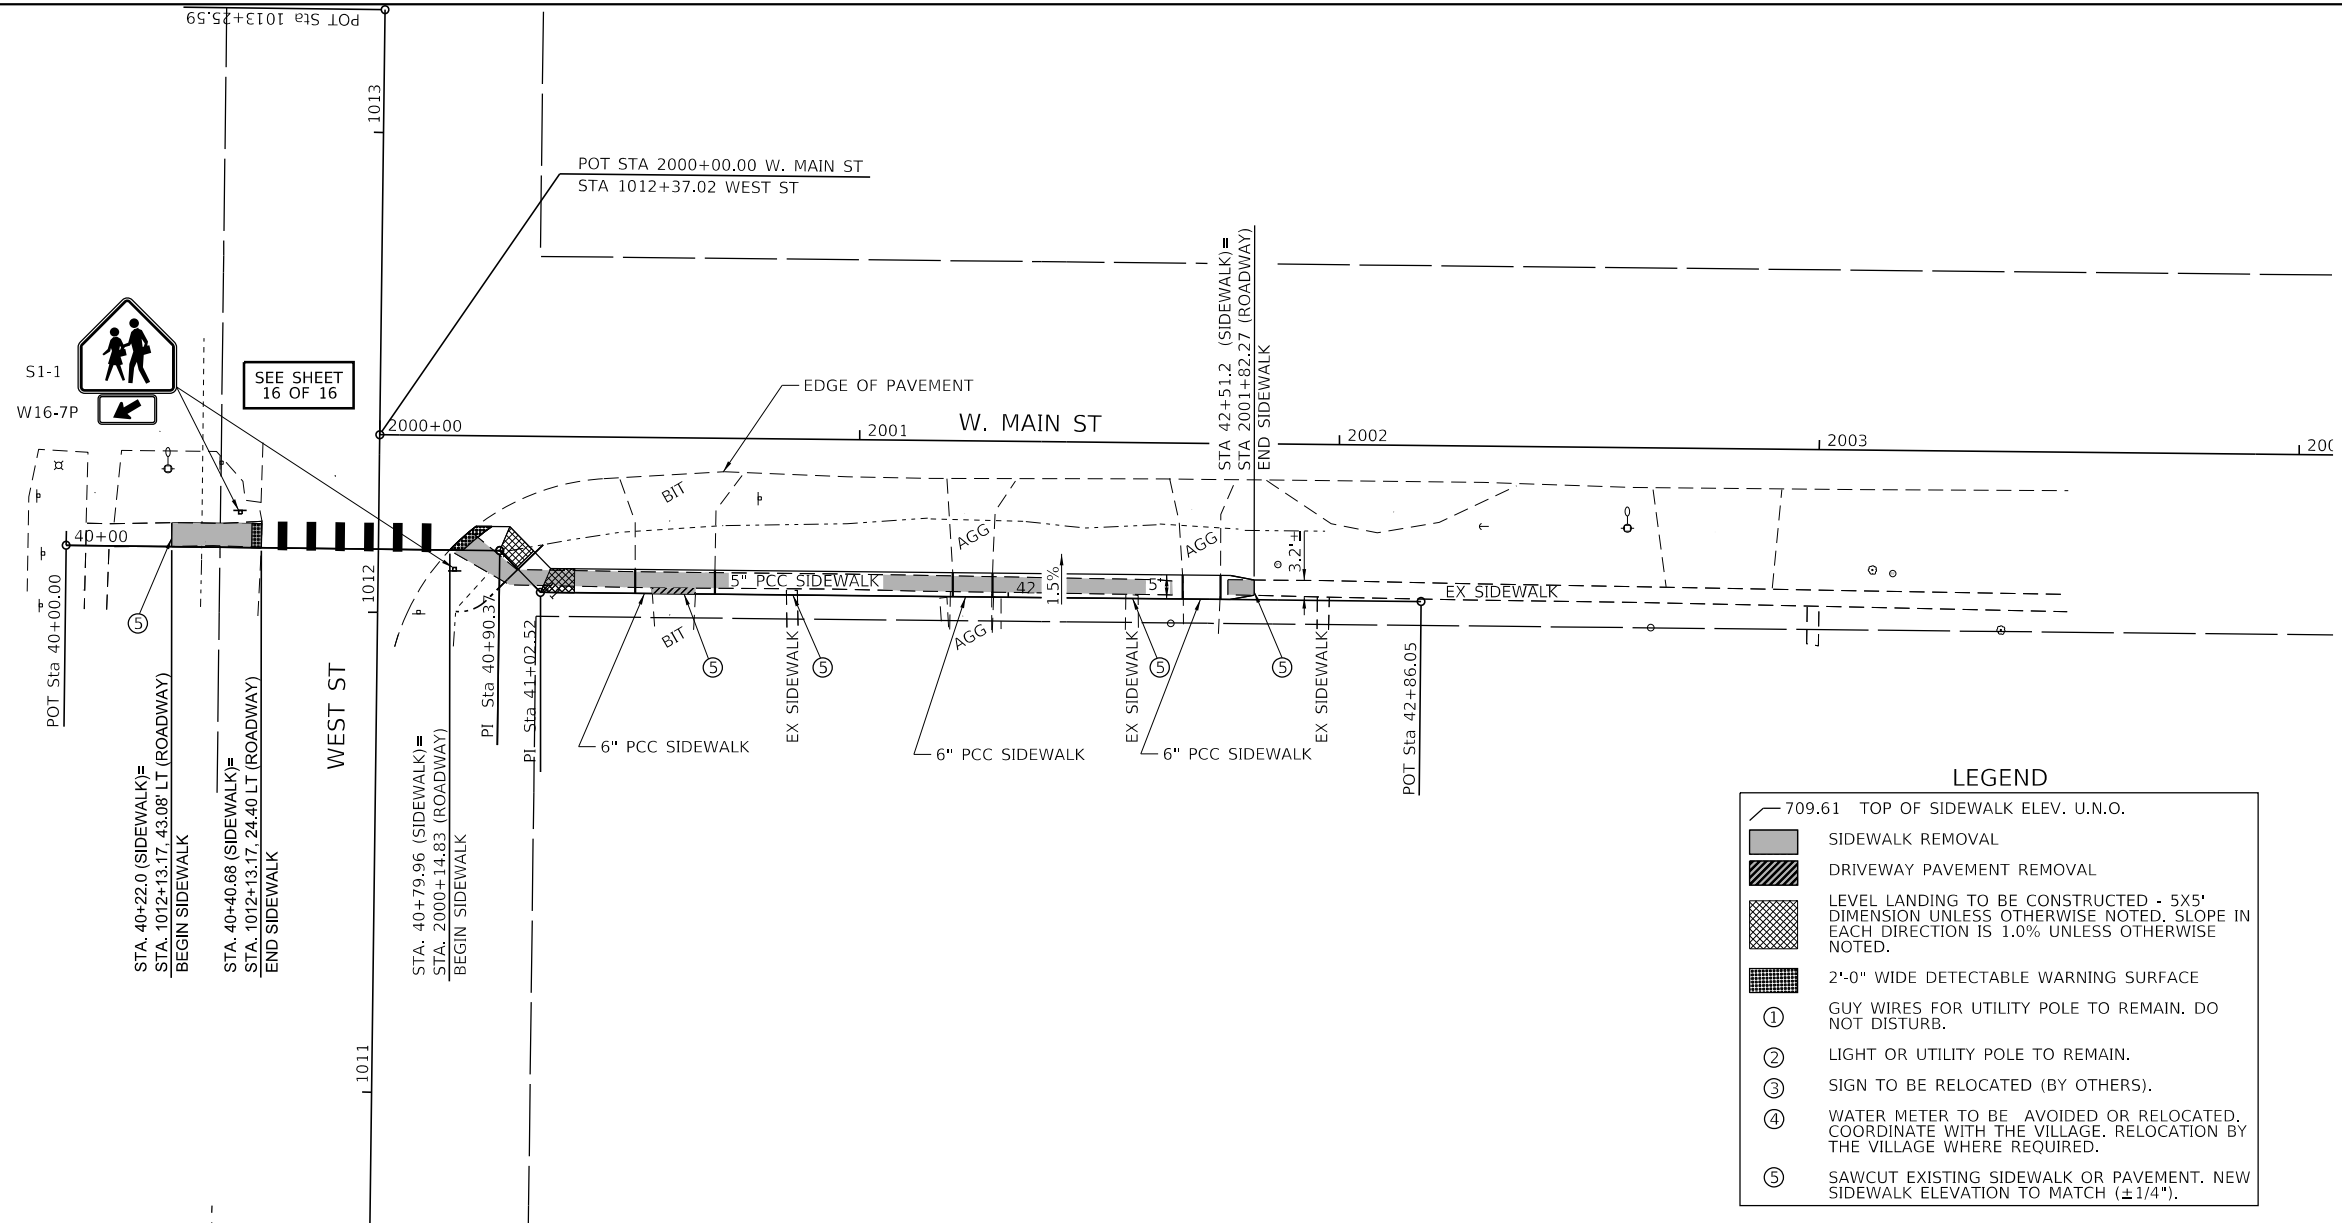 POT Sta 1013+25.59
1013
POT STA 2000+00.00 W. MAIN ST
STA 1012+37.02 WEST ST
S1-1
W16-7P
SEE SHEET
16 OF 16
2000+00
EDGE OF PAVEMENT
2001
W. MAIN ST
STA 42+51.2 (SIDEWALK)=
STA 2001+82.27 (ROADWAY)
END SIDEWALK
2002
2003
200
BIT
AGG
AGG
3.2'±
40+00
1012
5" PCC SIDEWALK
42
1.5%
5'
EX SIDEWALK
BIT
AGG
5
5
5
5
5
POT Sta 40+00.00
STA. 40+22.0 (SIDEWALK)=
STA. 1012+13.17, 43.08' LT (ROADWAY)
BEGIN SIDEWALK
STA. 40+40.68 (SIDEWALK)=
STA. 1012+13.17, 24.40 LT (ROADWAY)
END SIDEWALK
WEST ST
STA. 40+79.96 (SIDEWALK)=
STA. 2000+14.83 (ROADWAY)
BEGIN SIDEWALK
PI Sta 40+90.37
PI Sta 41+02.52
6" PCC SIDEWALK
EX SIDEWALK
6" PCC SIDEWALK
EX SIDEWALK
6" PCC SIDEWALK
EX SIDEWALK
POT Sta 42+86.05
1011
LEGEND
709.61 TOP OF SIDEWALK ELEV. U.N.O.
SIDEWALK REMOVAL
DRIVEWAY PAVEMENT REMOVAL
LEVEL LANDING TO BE CONSTRUCTED - 5X5'
DIMENSION UNLESS OTHERWISE NOTED. SLOPE IN
EACH DIRECTION IS 1.0% UNLESS OTHERWISE
NOTED.
2'-0" WIDE DETECTABLE WARNING SURFACE
1 GUY WIRES FOR UTILITY POLE TO REMAIN. DO
NOT DISTURB.
2 LIGHT OR UTILITY POLE TO REMAIN.
3 SIGN TO BE RELOCATED (BY OTHERS).
4 WATER METER TO BE AVOIDED OR RELOCATED.
COORDINATE WITH THE VILLAGE. RELOCATION BY
THE VILLAGE WHERE REQUIRED.
5 SAWCUT EXISTING SIDEWALK OR PAVEMENT. NEW
SIDEWALK ELEVATION TO MATCH (±1/4").